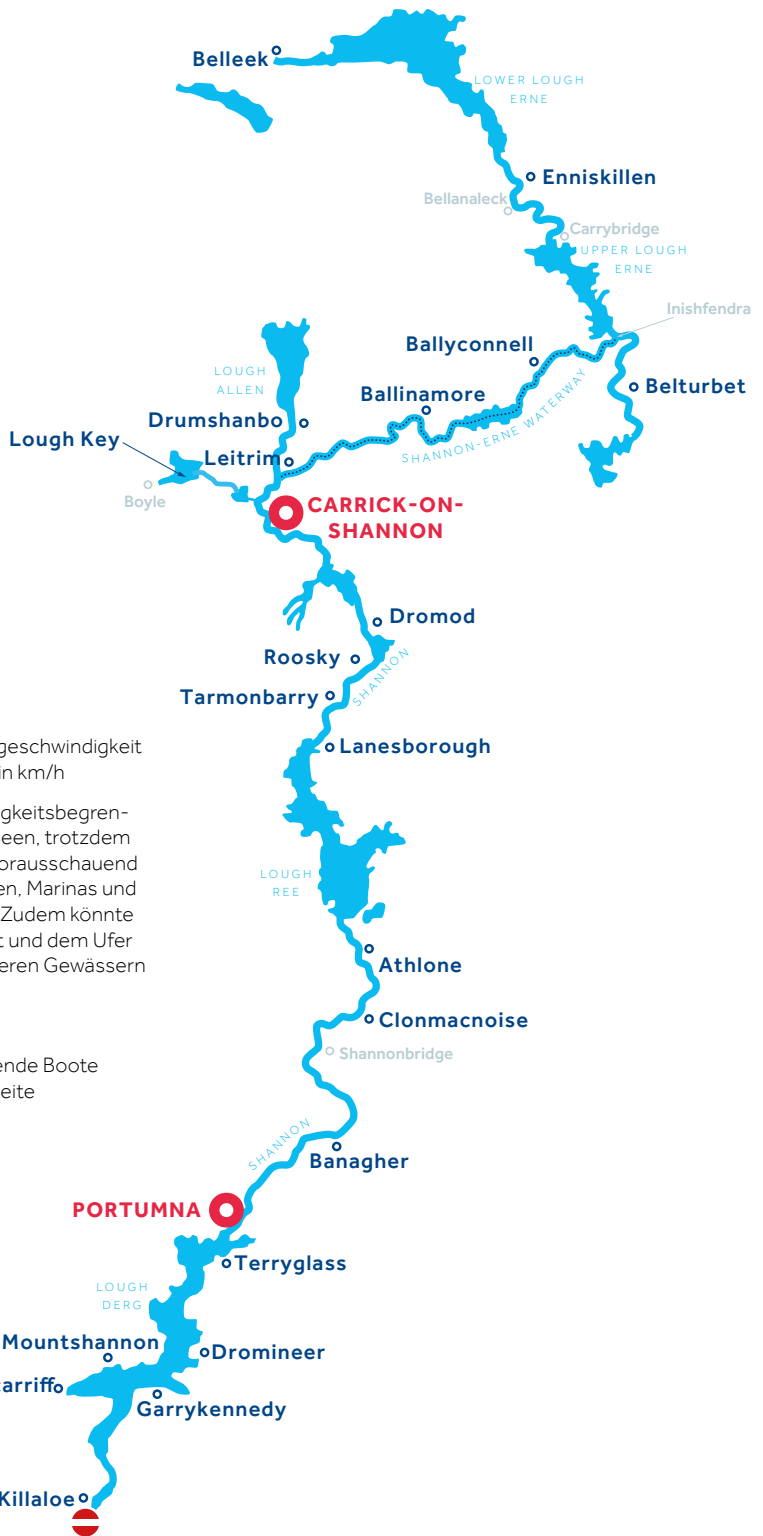 Belleek
LOWER LOUGH
ERNE
Enniskillen
Bellanaleck
Carrybridge
UPPER LOUGH
ERNE
Inishfendra
Ballyconnell
LOUGH
ALLEN
Belturbet
Ballinamore
SHANNON-ERNE WATERWAY
Drumshanbo
Lough Key
Leitrim
Boyle
CARRICK-ON-
SHANNON
Dromod
Roosky
SHANNON
Tarmonbarry
Lanesborough
geschwindigkeit
in km/h
gkeitsbegren-
een, trotzdem
orausschauend
en, Marinas und
Zudem könnte
t und dem Ufer
eren Gewässern
LOUGH
REE
Athlone
Clonmacnoise
Shannonbridge
ende Boote
eite
SHANNON
Banagher
PORTUMNA
Terryglass
LOUGH
DERG
Mountshannon
Dromineer
arriff
Garrykennedy
Killaloe